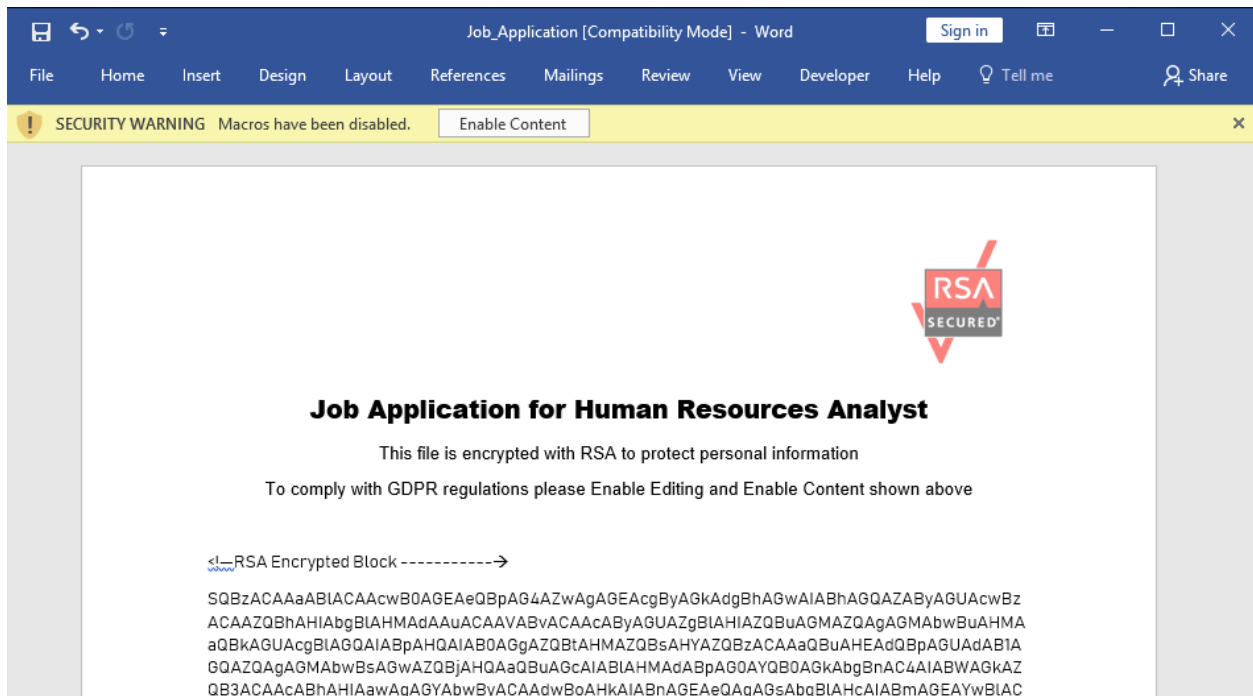 Job_Application [Compatibility Mode] - Word
Sign in
File Home Insert Design Layout References Mailings Review View Developer Help Tell me Share
SECURITY WARNING Macros have been disabled. Enable Content
RSA
SECURED®
Job Application for Human Resources Analyst
This file is encrypted with RSA to protect personal information
To comply with GDPR regulations please Enable Editing and Enable Content shown above
<!—RSA Encrypted Block ----------->
SQBzACAAaABlACAAcwB0AGEAeQBpAG4AZwAgAGEAcgByAGkAdgBhAGwAIABhAGQAZAByAGUAcwBz
ACAAZQBhAHIAbgBlAHMAdAAuACAAVABvACAAcAByAGUAZgBlAHIAZQBuAGMAZQAgAGMAbwBuAHMA
aQBkAGUAcgBlAGQAIABpAHQAIAB0AGgAZQBtAHMAZQBsAHYAZQBzACAAaQBuAHEAdQBpAGUAdAB1A
GQAZQAgAGMAbwBsAGwAZQBjAHQAaQBuAGcAIABlAHMAdABpAG0AYQB0AGkAbgBnAC4AIABWAGkAZ
QB3ACAAcABhAHIAawAgAGYAbwByACAAdwBoAHkAIABnAGEAeQAgAGsAbgBlAHcAIABmAGEAYwBlAC